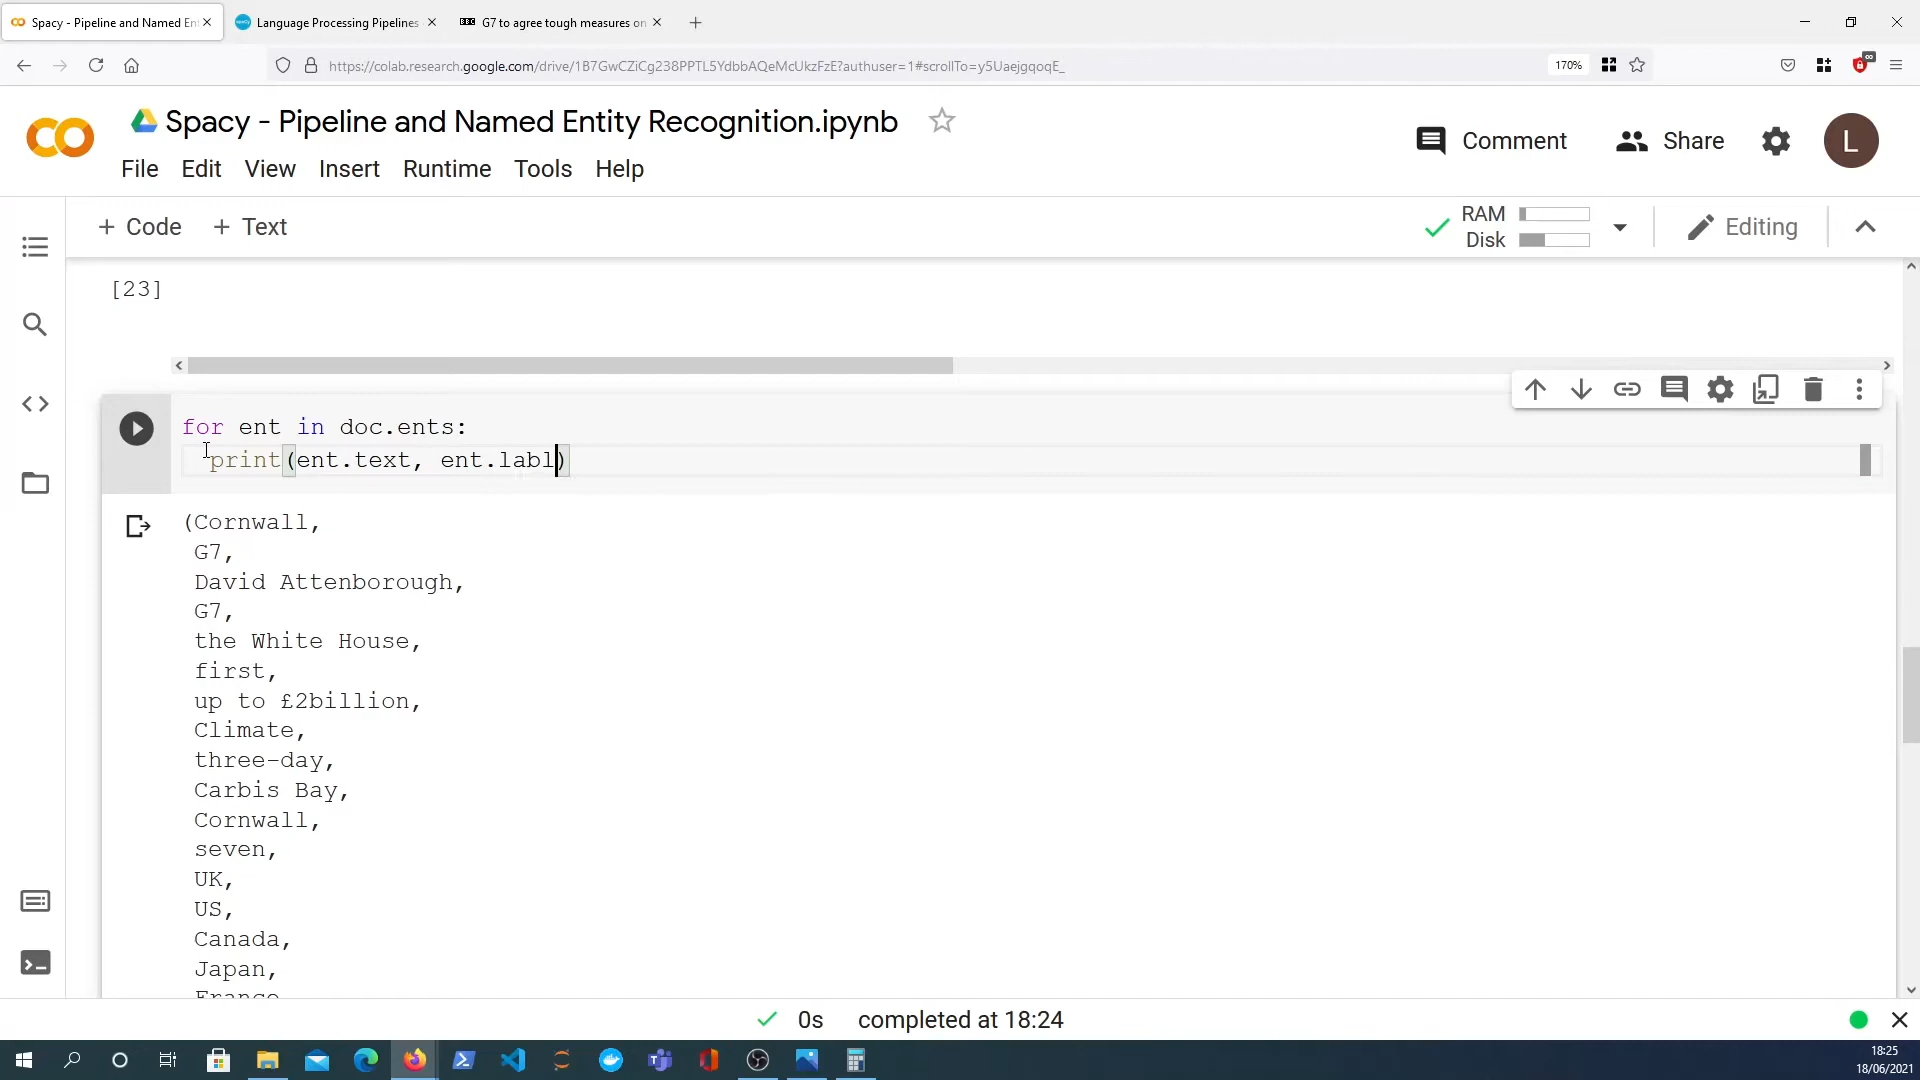 Spacy - Pipeline and Named Ent
Language Processing Pipelines
BBC G7 to agree tough measures on
https://colab.research.google.com/drive/1B7GwCZiCg238PPTL5YdbbAQeMcUkzFzE?authuser=1#scrollTo=y5UaejgqoqE_
170%
Spacy - Pipeline and Named Entity Recognition.ipynb
File Edit View Insert Runtime Tools Help
Comment
Share
L
+ Code + Text
RAM
Disk
Editing
[23]
for ent in doc.ents:
print(ent.text, ent.labl)
(Cornwall,
G7,
David Attenborough,
G7,
the White House,
first,
up to £2billion,
Climate,
three-day,
Carbis Bay,
Cornwall,
seven,
UK,
US,
Canada,
Japan,
France
0s completed at 18:24
18:25
18/06/2021